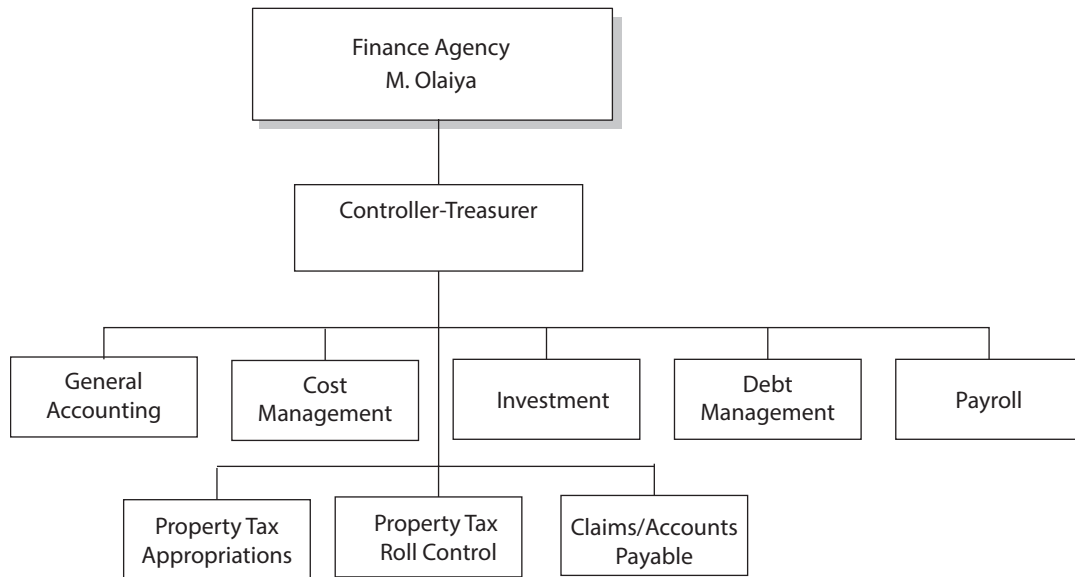 Finance Agency
M. Olaiya
Controller-Treasurer
General
Accounting
Cost
Management
Investment
Debt
Management
Payroll
Property Tax
Appropriations
Property Tax
Roll Control
Claims/Accounts
Payable